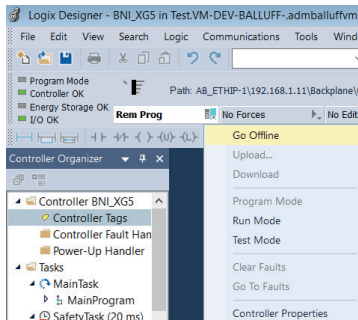 Logix Designer - BNI_XG5 in Test.VM-DEV-BALLUFF-.admballuffvm
File Edit View Search Logic Communications Tools Wind
Program Mode
Controller OK
Energy Storage OK
I/O OK
Path: AB_ETHIP-1\192.168.1.11\Backplane\
Rem Prog
No Forces
No Edit
Controller Organizer
Go Offline
Upload...
Download
Program Mode
Run Mode
Test Mode
Clear Faults
Go To Faults
Controller Properties
Controller BNI_XG5
Controller Tags
Controller Fault Han
Power-Up Handler
Tasks
MainTask
MainProgram
SafetyTask (20 ms)